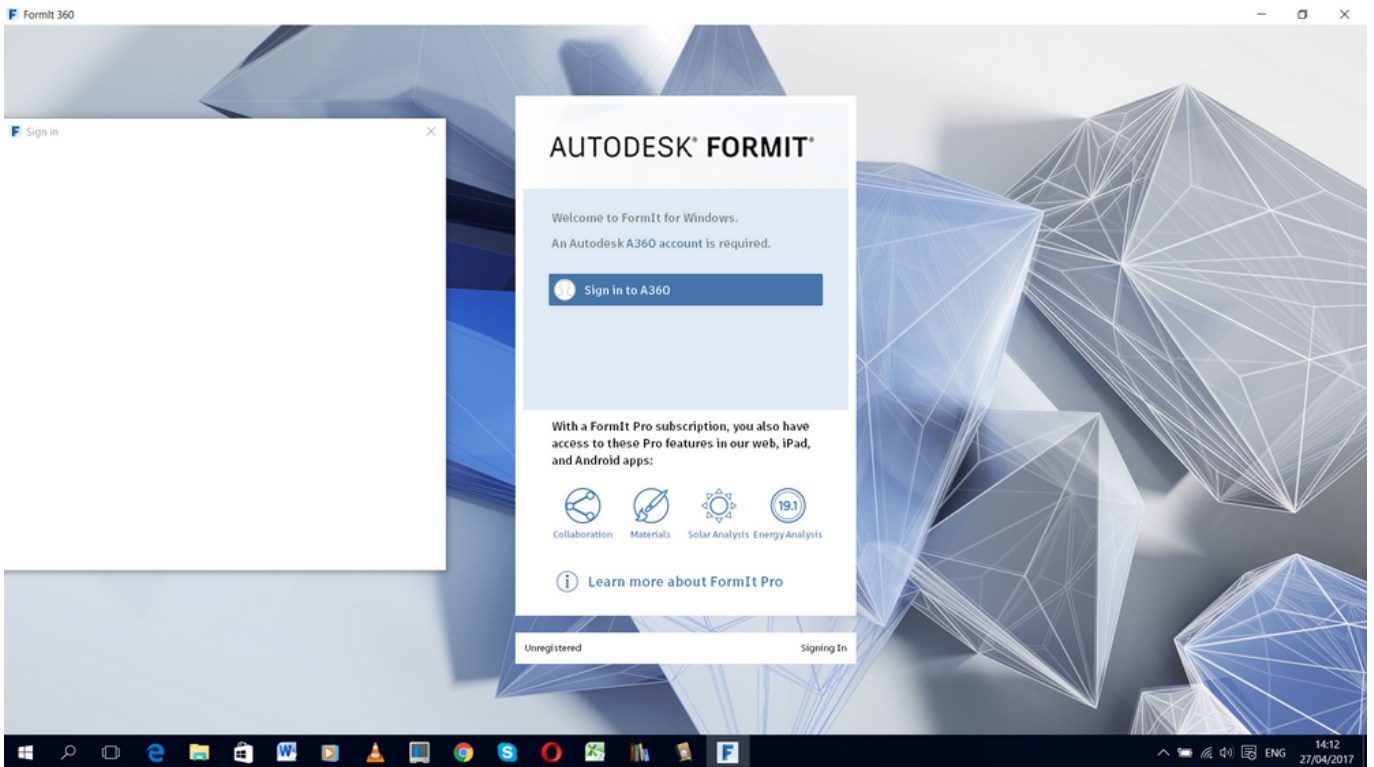 FormIt 360
Sign in
AUTODESK® FORMIT®
Welcome to FormIt for Windows.
An Autodesk A360 account is required.
Sign in to A360
With a FormIt Pro subscription, you also have
access to these Pro features in our web, iPad,
and Android apps:
19.1
Collaboration Materials Solar Analysis Energy Analysis
Learn more about FormIt Pro
Unregistered Signing In
ENG
14:12
27/04/2017